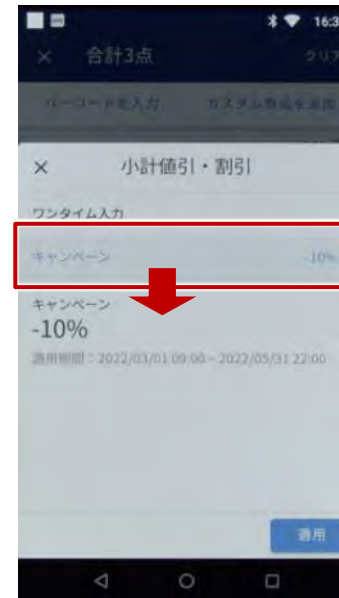 16:3
× 合計3点 クリア
バーコードを入力 カスタム商品を追加
× 小計値引・割引
ワンタイム入力
キャンペーン -10%
キャンペーン
-10%
適用期間：2022/03/01 09:00 ~ 2022/05/31 22:00
適用